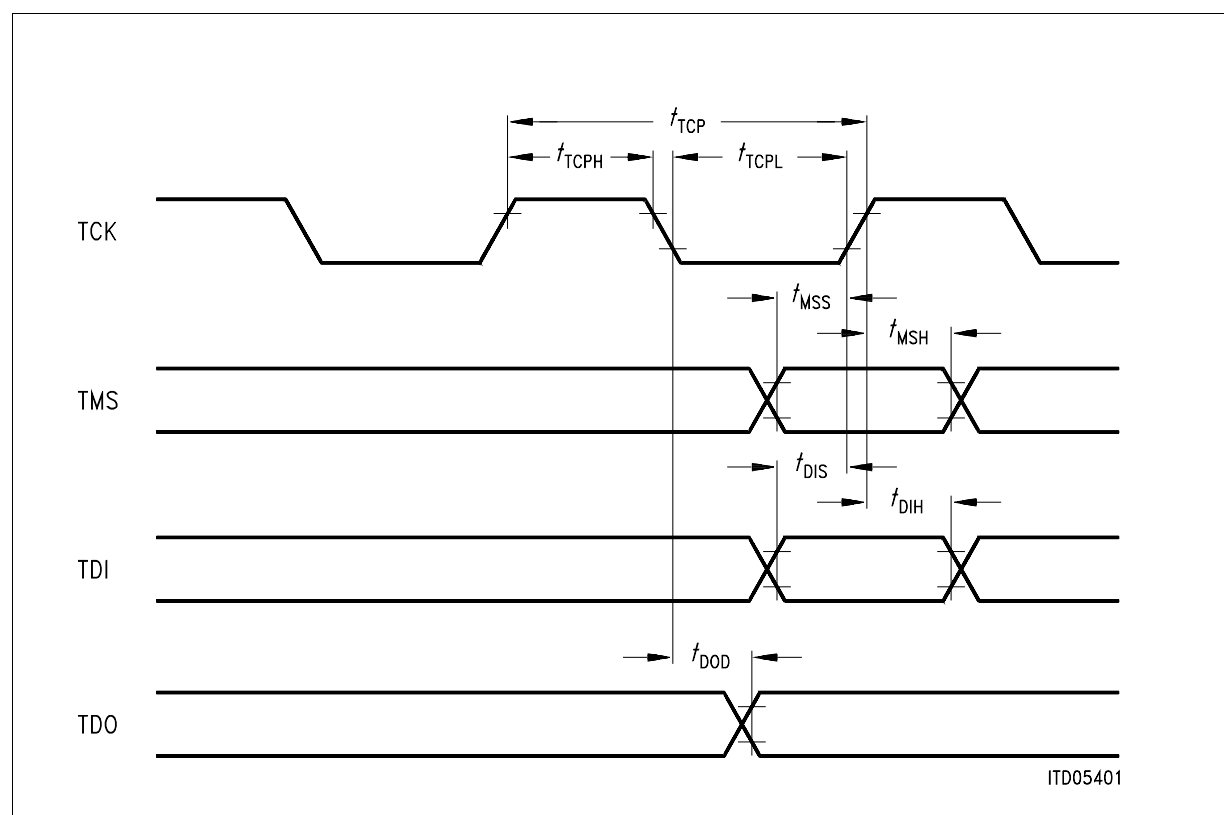 tTCP
tTCPH tTCPL
TCK
tMSS
tMSH
TMS
tDIS
tDIH
TDI
tDOD
TDO
ITD05401